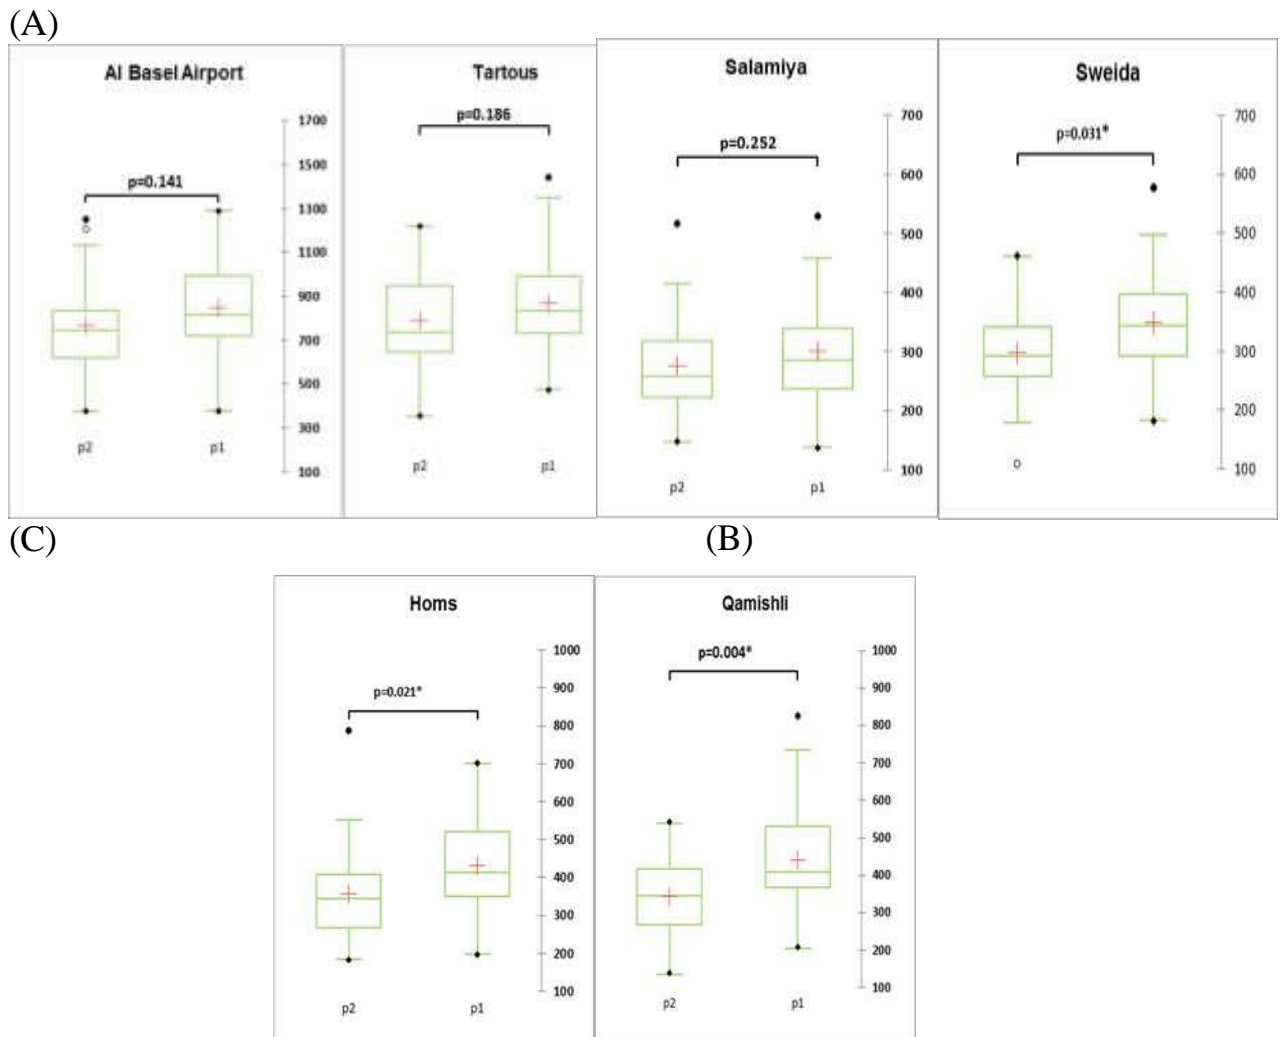 (A)
Al Basel Airport
p=0.141
1700
1500
1300
1100
900
700
500
300
100
p2
p1
Tartous
p=0.186
p2
p1
Salamiya
p=0.252
700
600
500
400
300
200
100
p2
p1
Sweida
p=0.031*
700
600
500
400
300
200
100
(C)
(B)
Homs
p=0.021*
1000
900
800
700
600
500
400
300
200
100
p2
p1
Qamishli
p=0.004*
1000
900
800
700
600
500
400
300
200
100
p2
p1